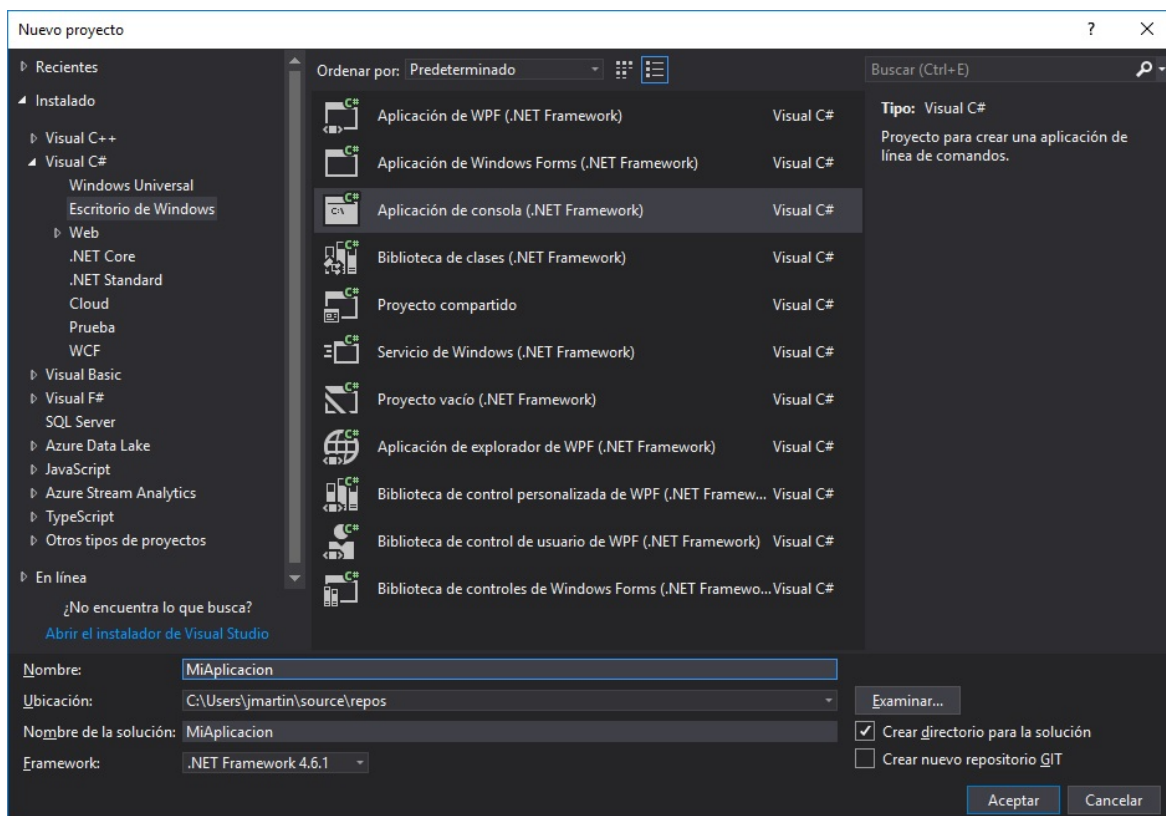 Nuevo proyecto
?
Recientes
Instalado
Visual C++
Visual C#
Windows Universal
Escritorio de Windows
Web
.NET Core
.NET Standard
Cloud
Prueba
WCF
Visual Basic
Visual F#
SQL Server
Azure Data Lake
JavaScript
Azure Stream Analytics
TypeScript
Otros tipos de proyectos
En línea
¿No encuentra lo que busca?
Abrir el instalador de Visual Studio
Ordenar por: Predeterminado
C# Aplicación de WPF (.NET Framework) Visual C#
C# Aplicación de Windows Forms (.NET Framework) Visual C#
C# C:\ Aplicación de consola (.NET Framework) Visual C#
C# Biblioteca de clases (.NET Framework) Visual C#
C# Proyecto compartido Visual C#
C# Servicio de Windows (.NET Framework) Visual C#
C# Proyecto vacío (.NET Framework) Visual C#
C# Aplicación de explorador de WPF (.NET Framework) Visual C#
C# Biblioteca de control personalizada de WPF (.NET Framew... Visual C#
C# Biblioteca de control de usuario de WPF (.NET Framework) Visual C#
C# Biblioteca de controles de Windows Forms (.NET Framewo... Visual C#
Buscar (Ctrl+E)
Tipo: Visual C#
Proyecto para crear una aplicación de
línea de comandos.
Nombre: MiAplicacion
Ubicación: C:\Users\jmartin\source\repos
Examinar...
Nombre de la solución: MiAplicacion
Crear directorio para la solución
Framework: .NET Framework 4.6.1
Crear nuevo repositorio GIT
Aceptar Cancelar